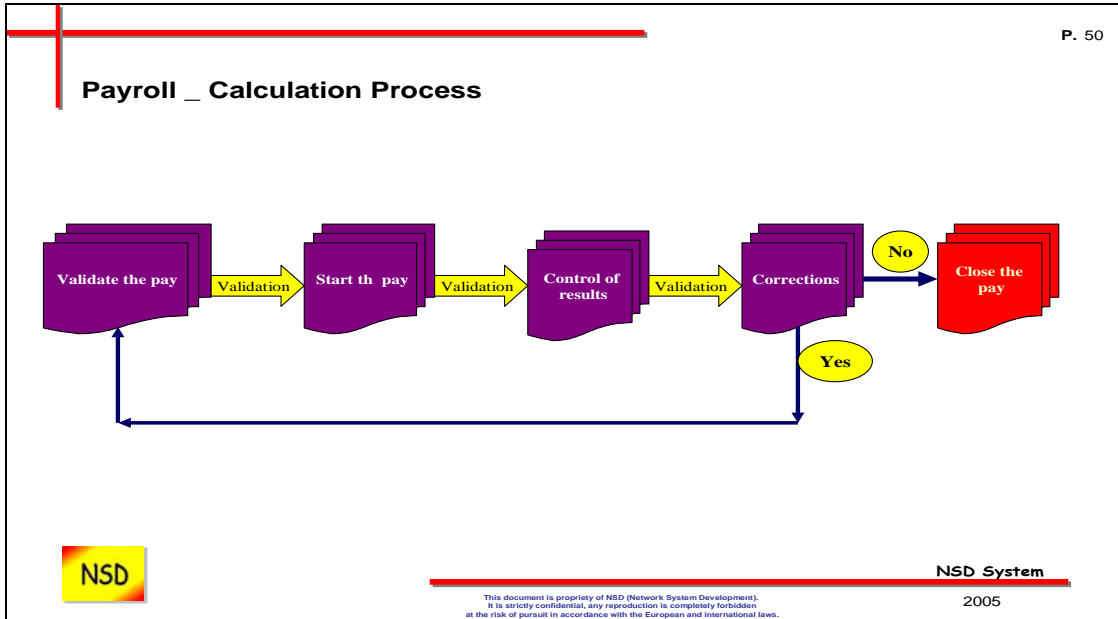 P. 50
Payroll _ Calculation Process
Validate the pay
Validation
Start th pay
Validation
Control of
results
Validation
Corrections
No
Close the
pay
Yes
NSD
NSD System
This document is propriety of NSD (Network System Development).
It is strictly confidential, any reproduction is completely forbidden
at the risk of pursuit in accordance with the European and international laws.
2005